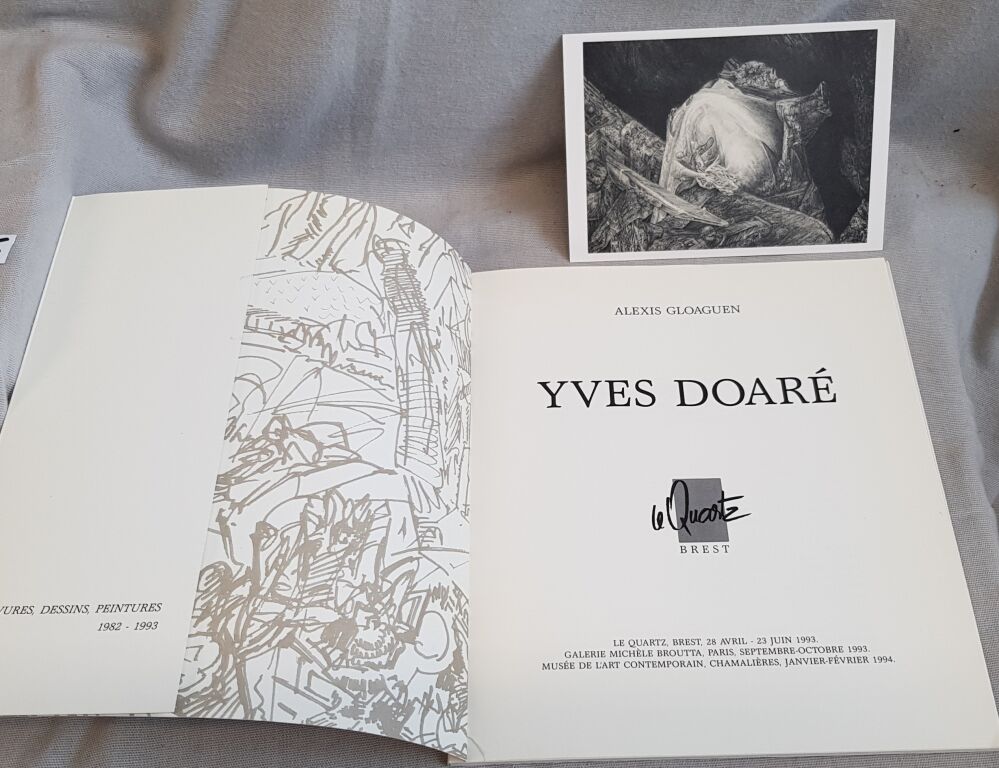 DESSINS, PEINTURES
1982 - 1993
ALEXIS GLOAGUEN
YVES DOARÉ
le Quartz
BREST
LE QUARTZ, BREST, 28 AVRIL - 23 JUIN 1993.
GALERIE MICHÈLE BROUTTA, PARIS, SEPTEMBRE-OCTOBRE 1993.
MUSÉE DE L'ART CONTEMPORAIN, CHAMALIÈRES, JANVIER-FÉVRIER 1994.